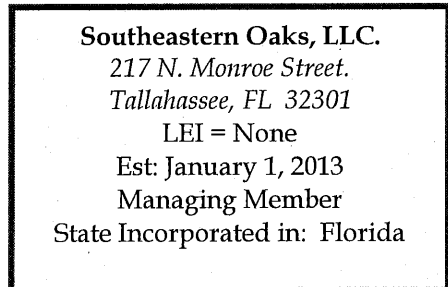 Southeastern Oaks, LLC.
217 N. Monroe Street.
Tallahassee, FL 32301
LEI = None
Est: January 1, 2013
Managing Member
State Incorporated in: Florida